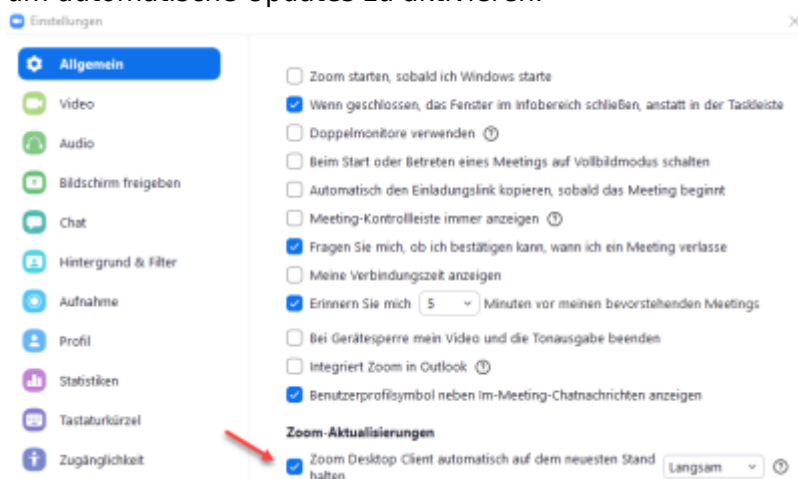 um automatische Updates zu aktivieren.
Einstellungen
Allgemein
Video
Audio
Bildschirm freigeben
Chat
Hintergrund & Filter
Aufnahme
Profil
Statistiken
Tastaturkürzel
Zugänglichkeit
Zoom starten, sobald ich Windows starte
Wenn geschlossen, das Fenster im Infobereich schließen, anstatt in der Taskleiste
Doppelmonitore verwenden
Beim Start oder Betreten eines Meetings auf Vollbildmodus schalten
Automatisch den Einladungslink kopieren, sobald das Meeting beginnt
Meeting-Kontrollleiste immer anzeigen
Fragen Sie mich, ob ich bestätigen kann, wann ich ein Meeting verlasse
Meine Verbindungszeit anzeigen
Erinnern Sie mich 5 Minuten vor meinen bevorstehenden Meetings
Bei Gerätesperre mein Video und die Tonausgabe beenden
Integriert Zoom in Outlook
Benutzerprofilsymbol neben Im-Meeting-Chatnachrichten anzeigen
Zoom-Aktualisierungen
Zoom Desktop Client automatisch auf dem neuesten Stand
halten
Langsam